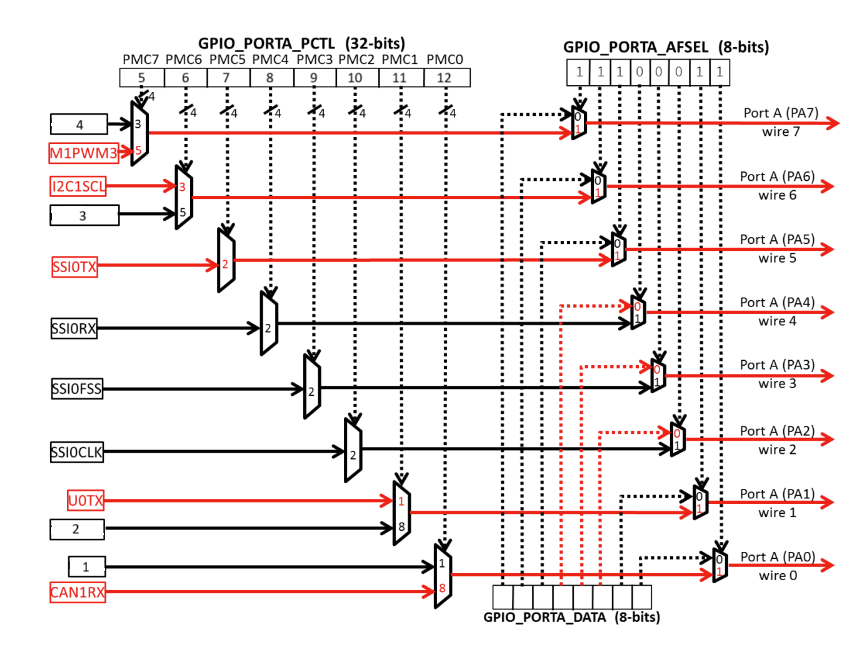 GPIO_PORTA_PCTL (32-bits)
GPIO_PORTA_AFSEL (8-bits)
PMC7 PMC6 PMC5 PMC4 PMC3 PMC2 PMC1 PMC0
5 6 7 8 9 10 11 12
1 1 1 0 0 0 1 1
4 4 4 4 4 4 4 4
4
3
M1PWM3
5
0
1
Port A (PA7)
wire 7
I2C1SCL
3
3
5
0
1
Port A (PA6)
wire 6
SSI0TX
2
0
1
Port A (PA5)
wire 5
SSI0RX
2
0
1
Port A (PA4)
wire 4
SSI0FSS
2
0
1
Port A (PA3)
wire 3
SSI0CLK
2
0
1
Port A (PA2)
wire 2
U0TX
1
2
8
0
1
Port A (PA1)
wire 1
1
1
CAN1RX
8
0
1
Port A (PA0)
wire 0
GPIO_PORTA_DATA (8-bits)